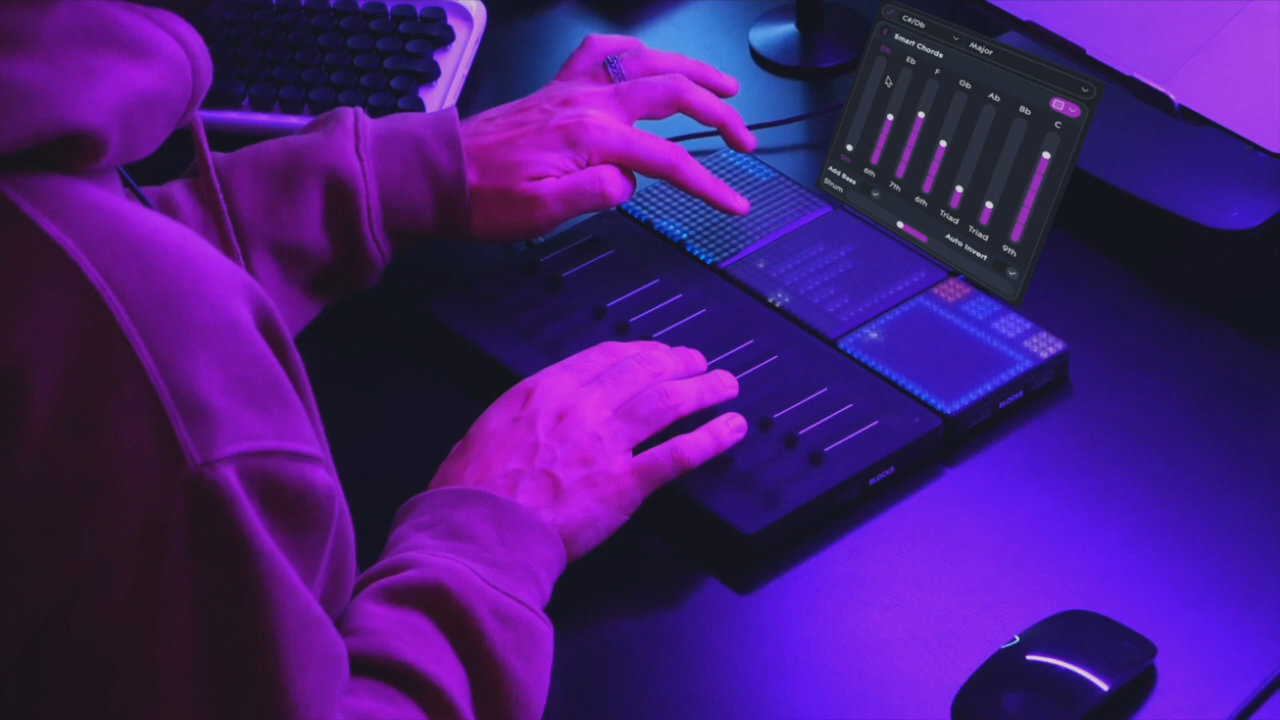 C#/Db
Major
Smart Chords
Db
Eb
F
Gb
Ab
Bb
C
6th
7th
6th
Triad
Triad
9th
Add Bass
Strum
Auto Invert
BLOCKS
BLOCKS